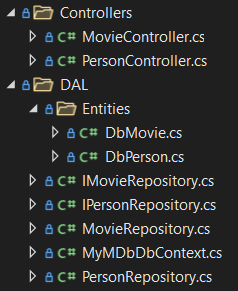 Controllers
C# MovieController.cs
C# PersonController.cs
DAL
Entities
C# DbMovie.cs
C# DbPerson.cs
C# IMovieRepository.cs
C# IPersonRepository.cs
C# MovieRepository.cs
C# MyMDbDbContext.cs
C# PersonRepository.cs